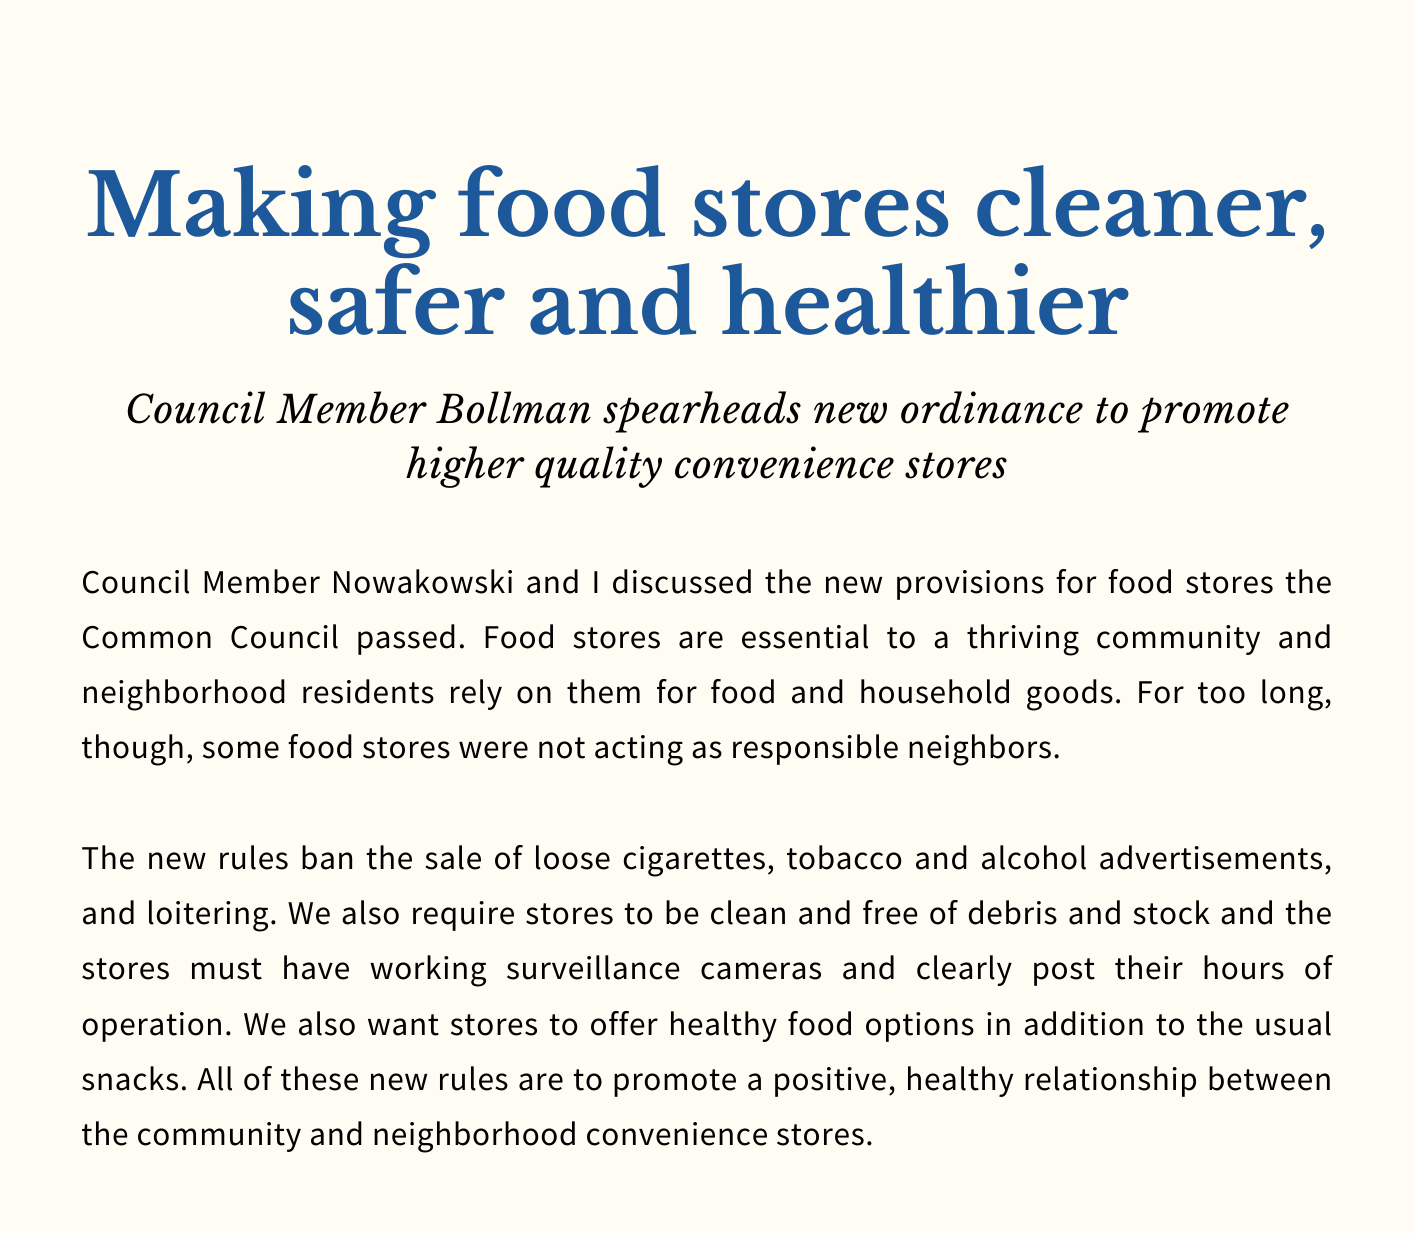 Making food stores cleaner,
safer and healthier
Council Member Bollman spearheads new ordinance to promote
higher quality convenience stores
Council Member Nowakowski and I discussed the new provisions for food stores the
Common Council passed. Food stores are essential to a thriving community and
neighborhood residents rely on them for food and household goods. For too long,
though, some food stores were not acting as responsible neighbors.
The new rules ban the sale of loose cigarettes, tobacco and alcohol advertisements,
and loitering. We also require stores to be clean and free of debris and stock and the
stores must have working surveillance cameras and clearly post their hours of
operation. We also want stores to offer healthy food options in addition to the usual
snacks. All of these new rules are to promote a positive, healthy relationship between
the community and neighborhood convenience stores.